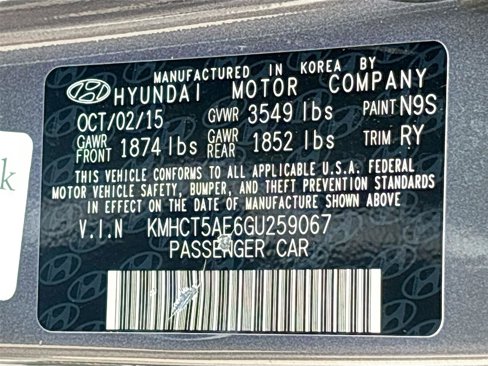 MANUFACTURED IN KOREA BY
HYUNDAI MOTOR COMPANY
OCT/02/15 GVWR 3549 lbs PAINT N9S
GAWR FRONT 1874 lbs GAWR REAR 1852 lbs TRIM RY
THIS VEHICLE CONFORMS TO ALL APPLICABLE U.S.A. FEDERAL
MOTOR VEHICLE SAFETY, BUMPER, AND THEFT PREVENTION STANDARDS
IN EFFECT ON THE DATE OF MANUFACTURE SHOWN ABOVE
V.I.N KMHCT5AE6GU259067
PASSENGER CAR
k